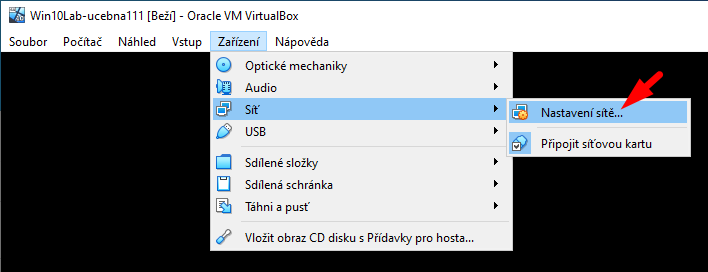 Win10Lab-ucebna111 [Beží] - Oracle VM VirtualBox
Soubor Počítač Náhled Vstup Zařízení Nápověda
Optické mechaniky
Audio
Síť
USB
Sdílené složky
Sdílená schránka
Táhni a pusť
Vložit obraz CD disku s Přídavky pro hosta...
Nastavení sítě...
Připojit síťovou kartu